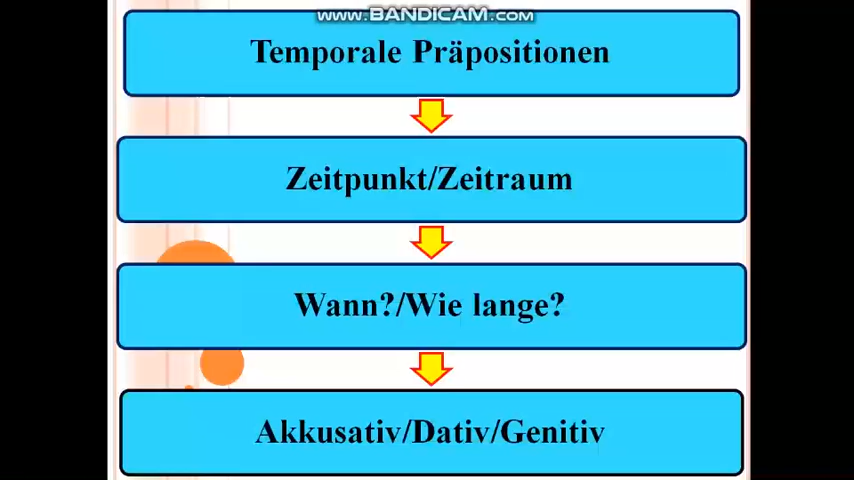 www.BANDICAM.com
Temporale Präpositionen
Zeitpunkt/Zeitraum
Wann?/Wie lange?
Akkusativ/Dativ/Genitiv